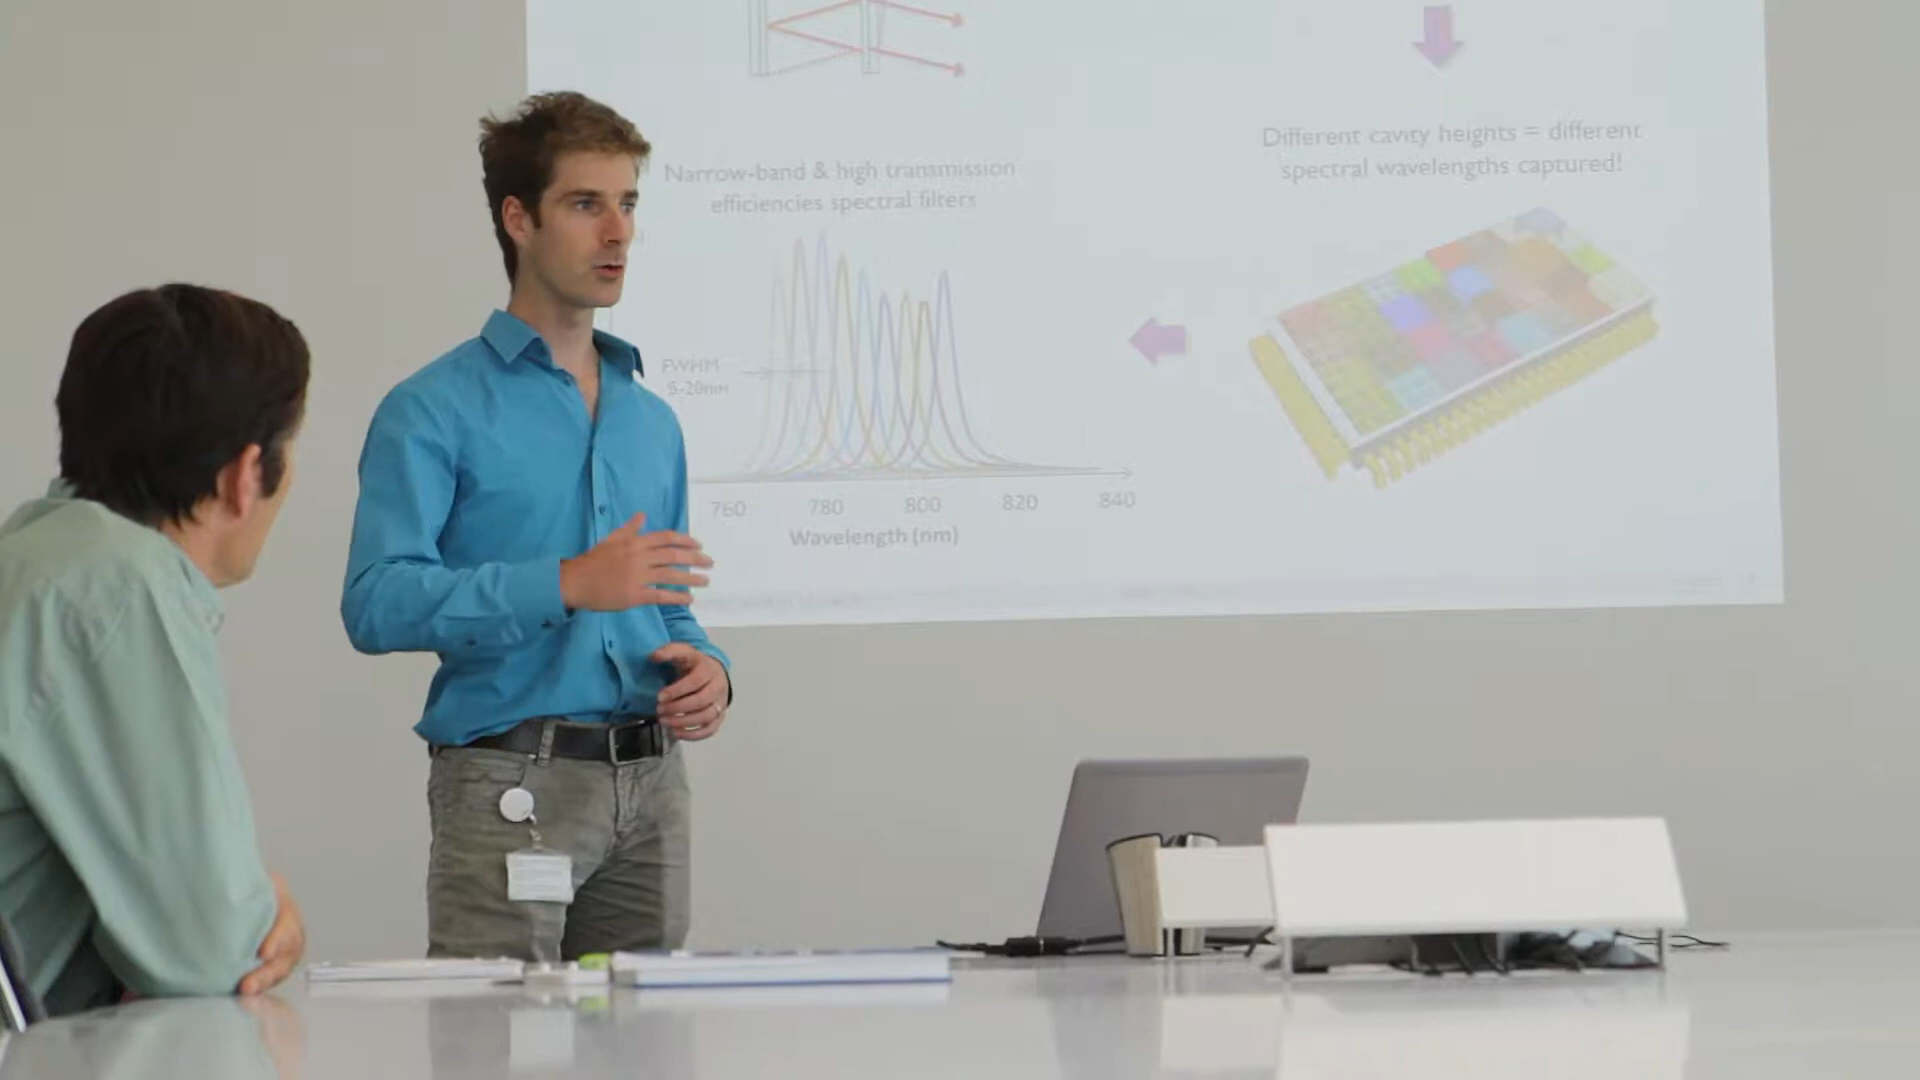 Different cavity heights = different
spectral wavelengths captured!
Narrow-band & high transmission
efficiencies spectral filters
FWHM
5-20nm
760 780 800 820 840
Wavelength (nm)